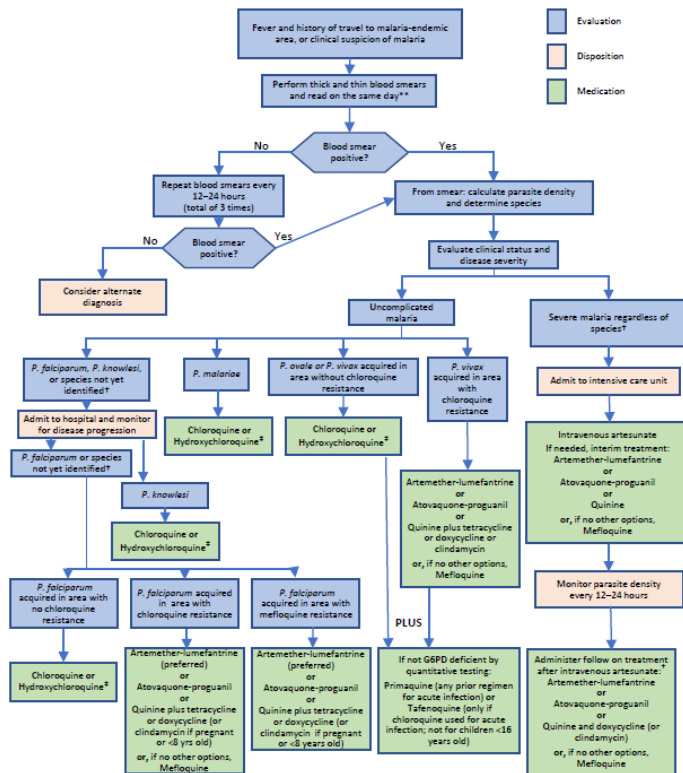 Fever and history of travel to malaria-endemic
area, or clinical suspicion of malaria
Evaluation
Disposition
Medication
Perform thick and thin blood smears
and read on the same day**
No
Blood smear
positive?
Yes
Repeat blood smears every
12–24 hours
(total of 3 times)
From smear: calculate parasite density
and determine species
No
Blood smear
positive?
Yes
Evaluate clinical status and
disease severity
Consider alternate
diagnosis
Uncomplicated
malaria
Severe malaria regardless of
species†
P. falciparum, P. knowlesi,
or species not yet
identified†
P. malariae
P. ovale or P. vivax acquired in
area without chloroquine
resistance
P. vivax
acquired in area with
chloroquine
resistance
Admit to intensive care unit
Admit to hospital and monitor
for disease progression
Chloroquine or
Hydroxychloroquine‡
Chloroquine or
Hydroxychloroquine‡
P. falciparum or species
not yet identified†
P. knowlesi
Chloroquine or
Hydroxychloroquine‡
Artemether-lumefantrine
or
Atovaquone-proguanil
or
Quinine plus tetracycline
or doxycycline or
clindamycin
or, if no other options,
Mefloquine
Intravenous artesunate
If needed, interim treatment:
Artemether-lumefantrine
or
Atovaquone-proguanil
or
Quinine
or, if no other options,
Mefloquine
Monitor parasite density
every 12–24 hours
P. falciparum
acquired in area with
no chloroquine
resistance
P. falciparum acquired
in area with
chloroquine resistance
P. falciparum
acquired in area with
mefloquine resistance
PLUS
Chloroquine or
Hydroxychloroquine‡
Artemether-lumefantrine
(preferred)
or
Atovaquone-proguanil
or
Quinine plus tetracycline
or doxycycline (or
clindamycin if pregnant
or <8 yrs old)
or, if no other options,
Mefloquine
Artemether-lumefantrine
(preferred)
or
Atovaquone-proguanil
or
Quinine plus tetracycline
or doxycycline (or
clindamycin if pregnant
or <8 years old)
If not G6PD deficient by
quantitative testing:
Primaquine (any prior regimen
for acute infection) or
Tafenoquine (only if
chloroquine used for acute
infection; not for children <16
years old)
Administer follow on treatment
after intravenous artesunate:†
Artemether-lumefantrine
or
Atovaquone-proguanil
or
Quinine and doxycycline (or
clindamycin)
or, if no other options,
Mefloquine